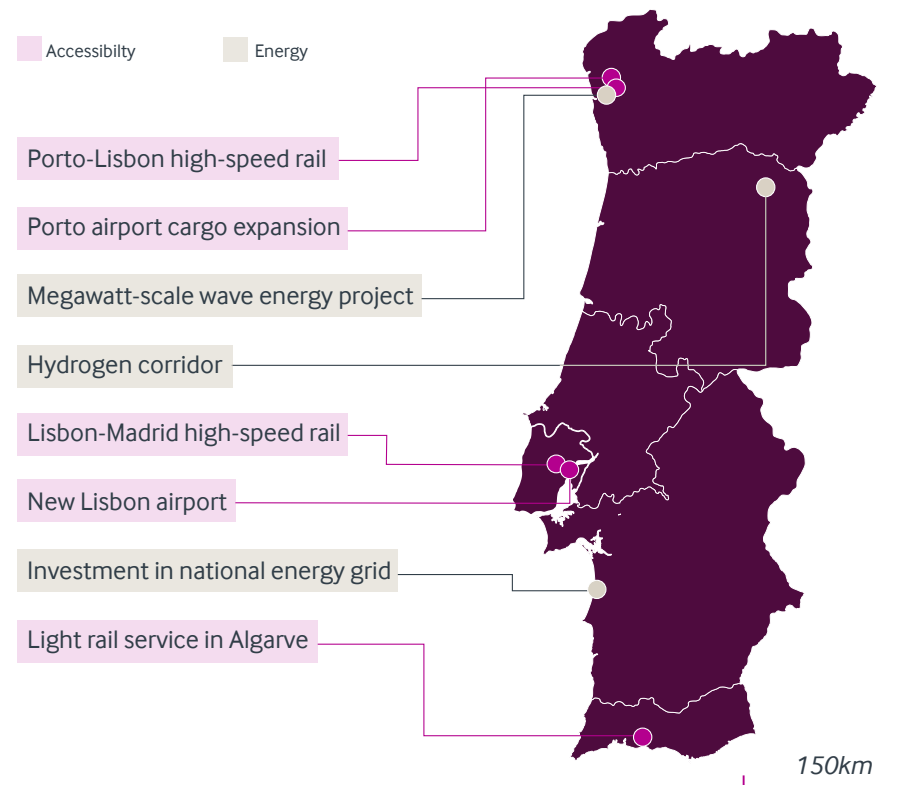 Accessibilty
Energy
Porto-Lisbon high-speed rail
Porto airport cargo expansion
Megawatt-scale wave energy project
Hydrogen corridor
Lisbon-Madrid high-speed rail
New Lisbon airport
Investment in national energy grid
Light rail service in Algarve
150km